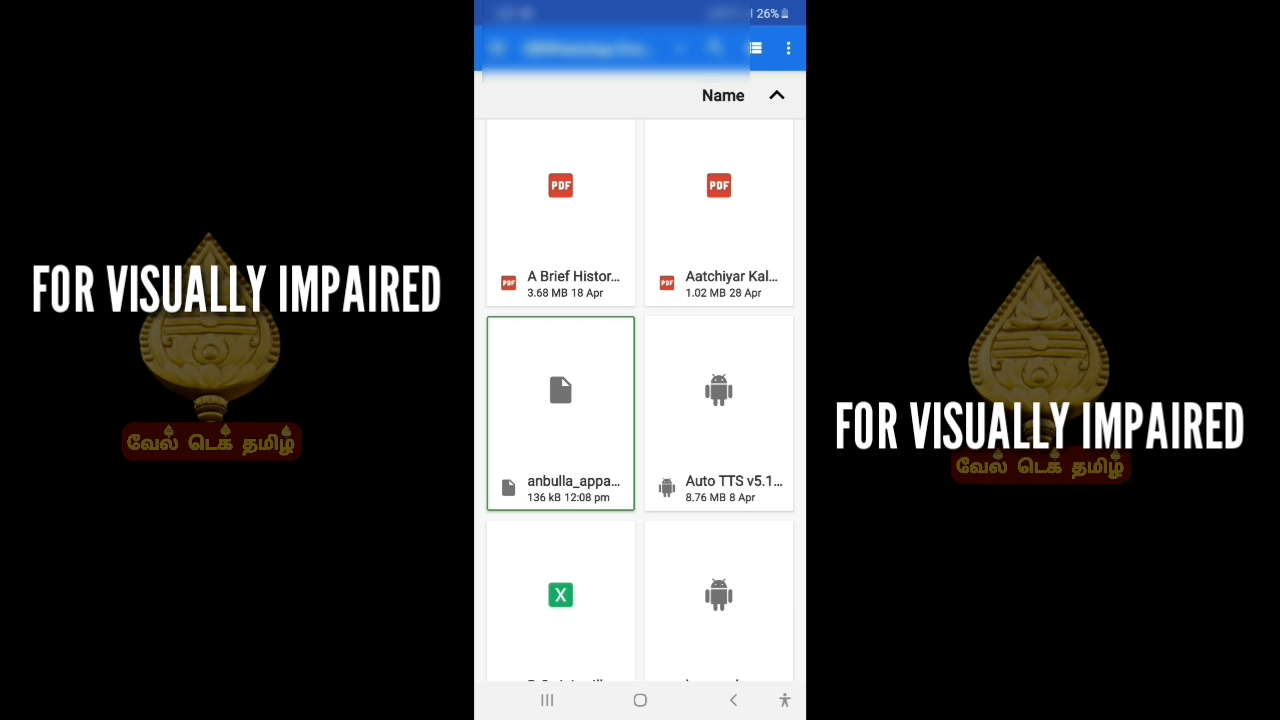 26%
Name
PDF
PDF
PDF
A Brief Histor...
3.68 MB 18 Apr
PDF
Aatchiyar Kal...
1.02 MB 28 Apr
FOR VISUALLY IMPAIRED
வேல் டெக் தமிழ்
anbulla_appa...
136 kB 12:08 pm
Auto TTS v5.1...
8.76 MB 8 Apr
X
FOR VISUALLY IMPAIRED
வேல் டெக் தமிழ்